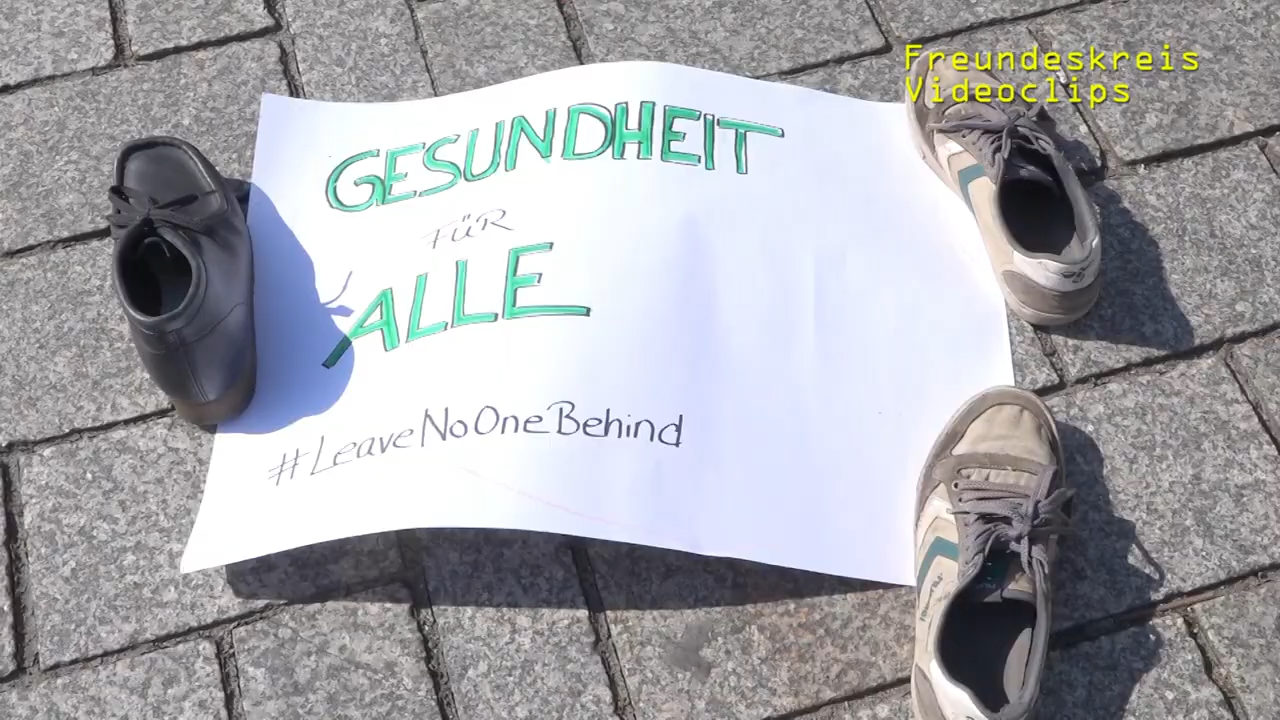 Freundeskreis
Videoclips
GESUNDHEIT
FÜR
ALLE
#LeaveNoOneBehind